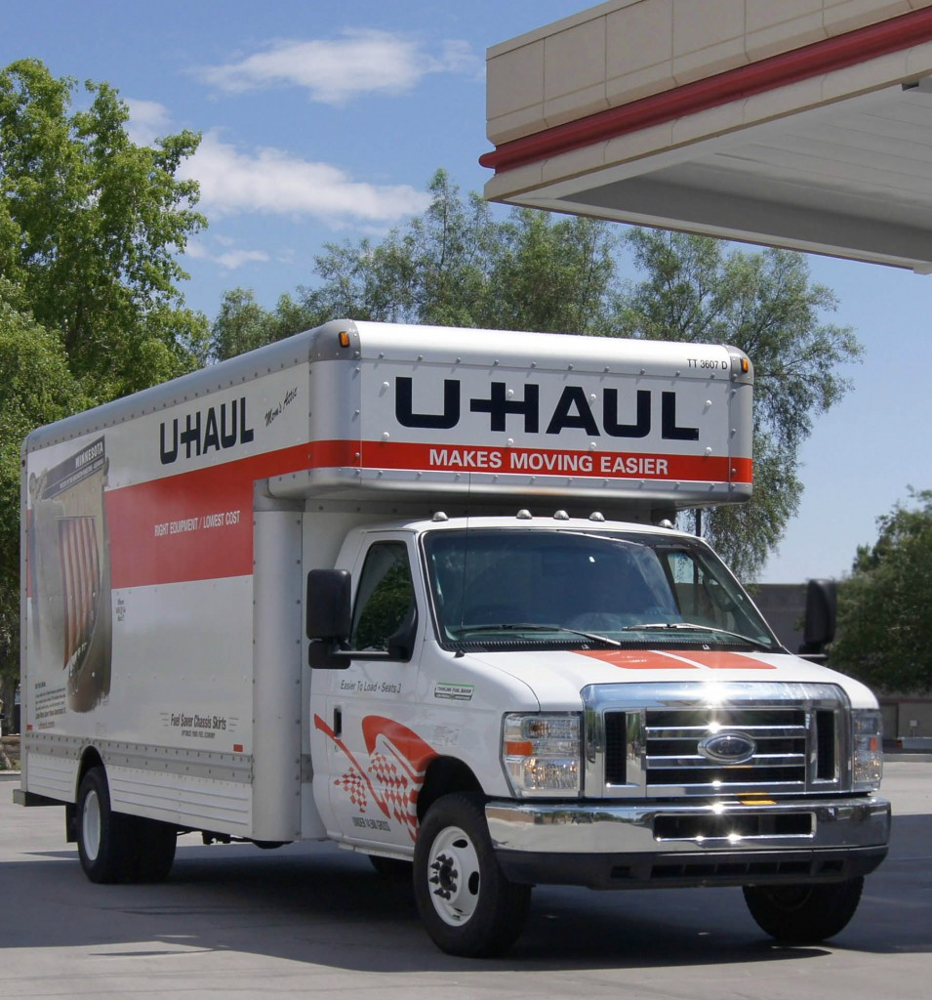 TT 3607 D
U-HAUL
MAKES MOVING EASIER
U-HAUL
Mom's Attic
MINNESOTA
RIGHT EQUIPMENT / LOWEST COST
Easier To Load • Seats 3
Fuel Saver Chassis Skirts
Ford